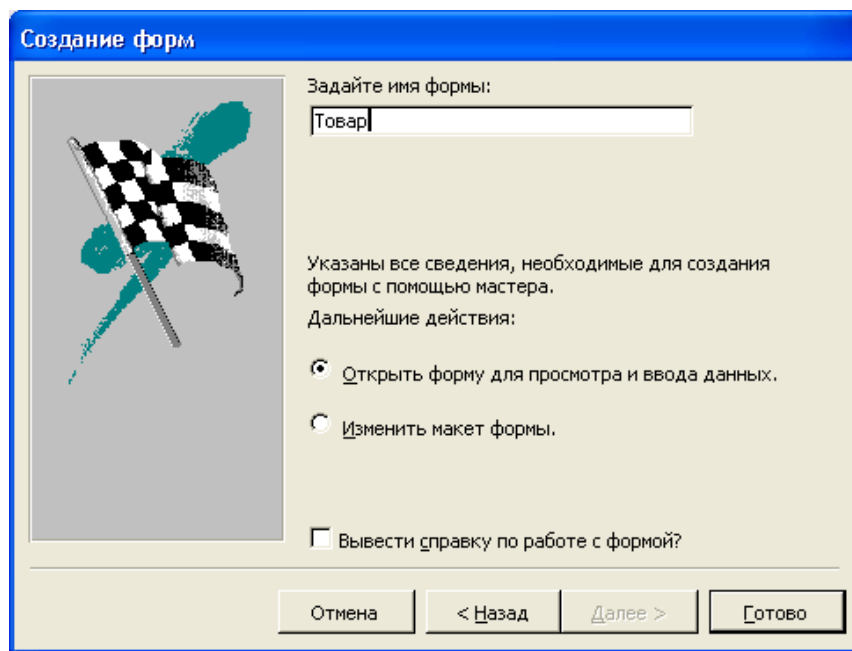 Создание форм
Задайте имя формы:
Товар
Указаны все сведения, необходимые для создания
формы с помощью мастера.
Дальнейшие действия:
Открыть форму для просмотра и ввода данных.
Изменить макет формы.
Вывести справку по работе с формой?
Отмена
< Назад
Далее >
Готово